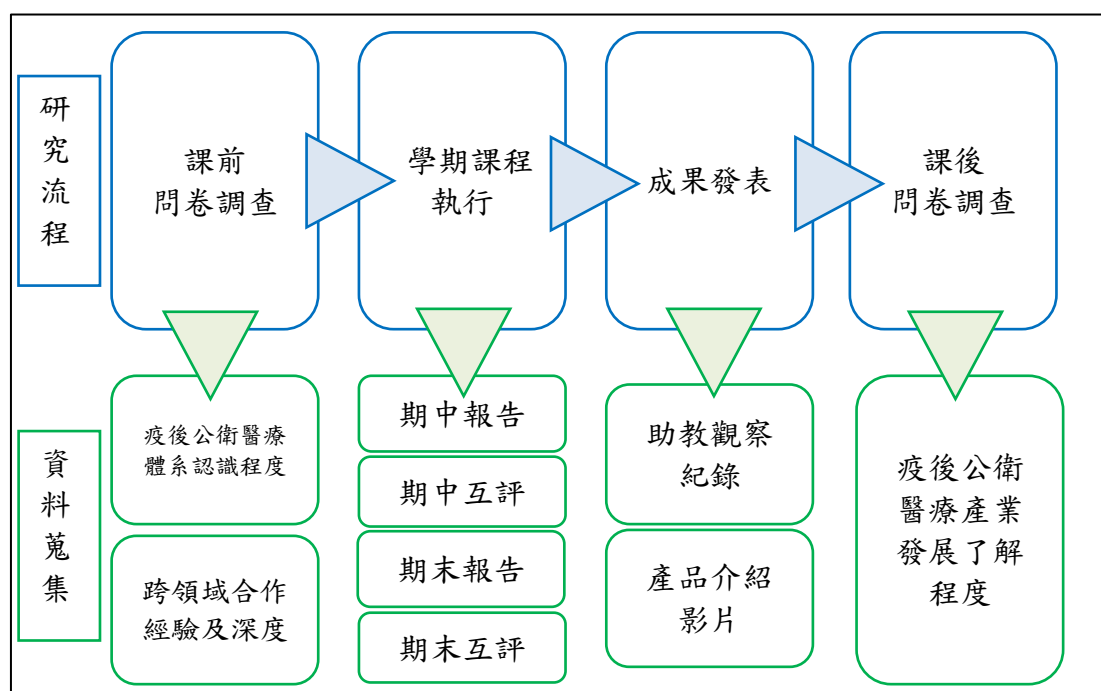 研究流程
課前
問卷調查
學期課程
執行
成果發表
課後
問卷調查
資料蒐集
疫後公衛醫療
體系認識程度
跨領域合作
經驗及深度
期中報告
期中互評
期末報告
期末互評
助教觀察
紀錄
產品介紹
影片
疫後公衛
醫療產業
發展了解
程度